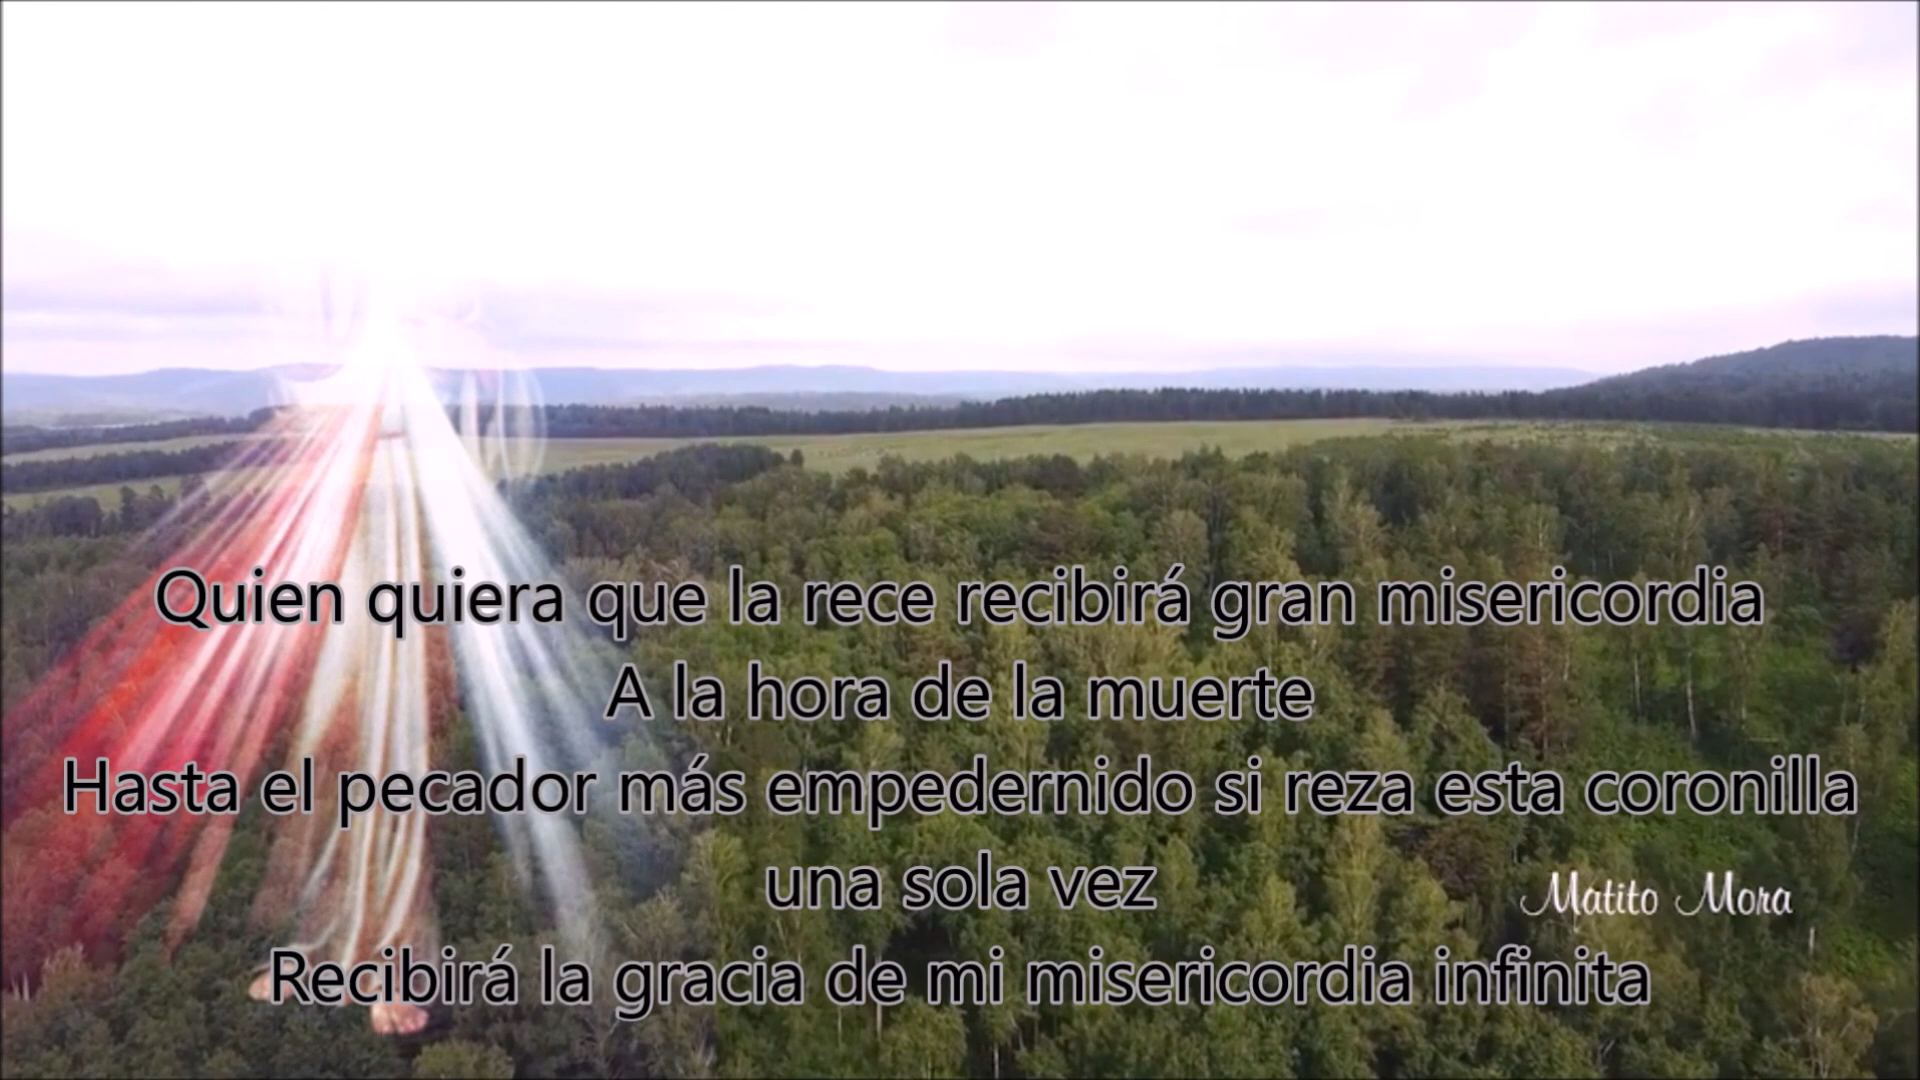 Quien quiera que la rece recibirá gran misericordia
A la hora de la muerte
Hasta el pecador más empedernido si reza esta coronilla
una sola vez
Matito Mora
Recibirá la gracia de mi misericordia infinita